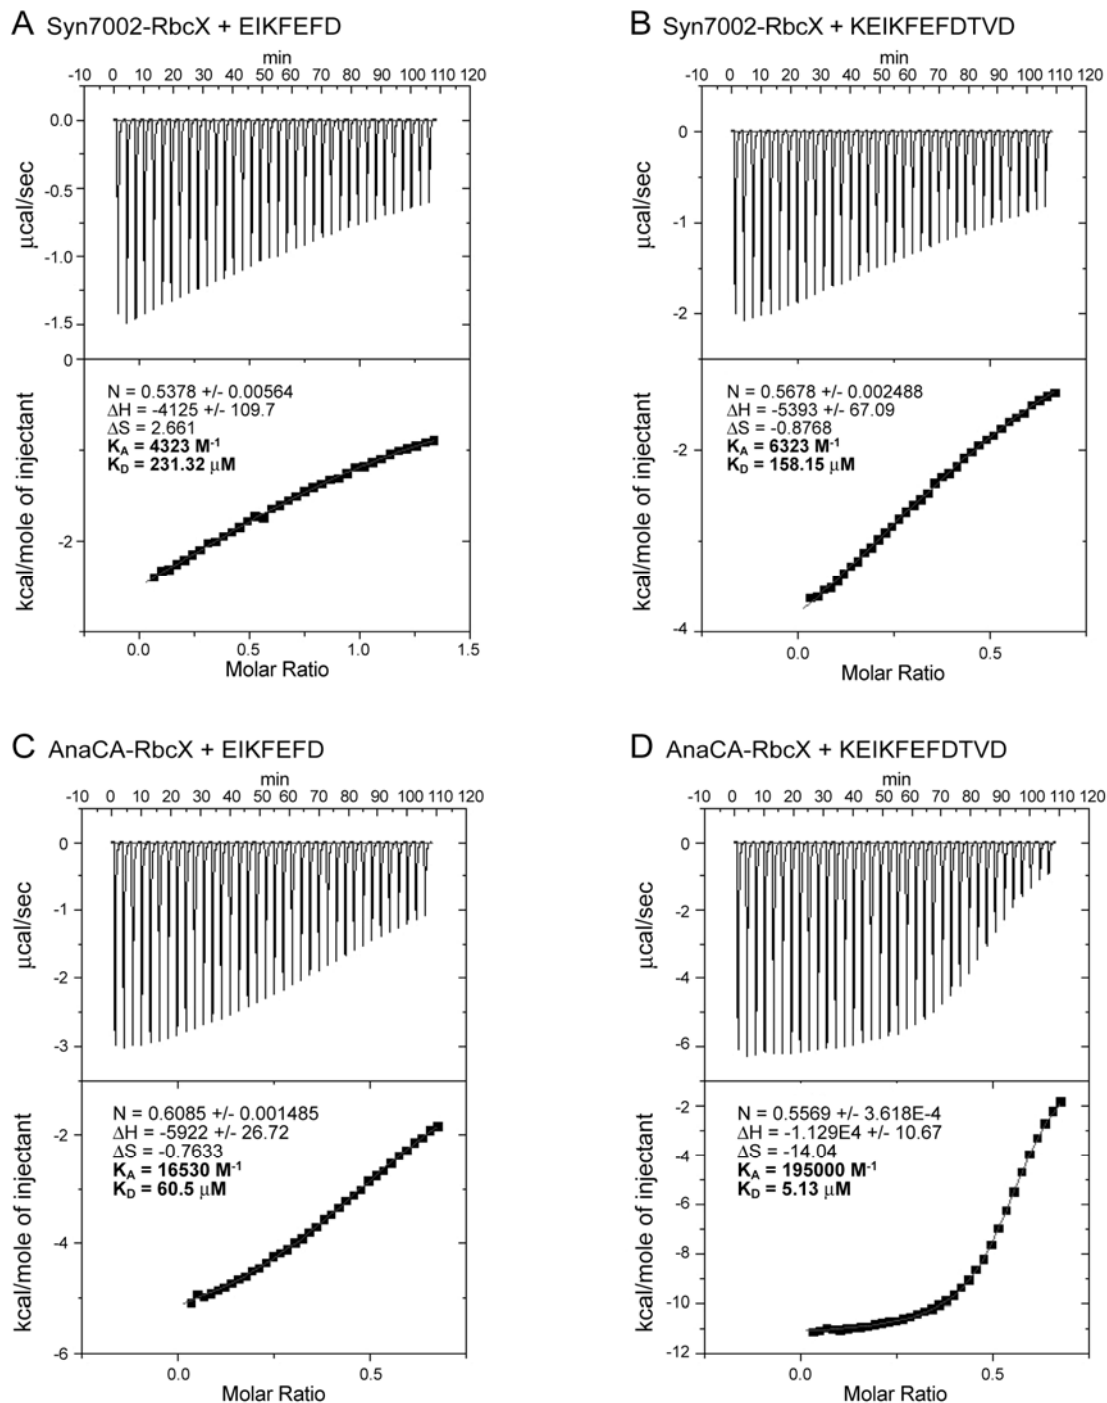 A Syn7002-RbcX + EIKFEFD
min
-10 0 10 20 30 40 50 60 70 80 90 100 110 120
0.0
-0.5
-1.0
-1.5
µcal/sec
0
-2
kcal/mole of injectant
N = 0.5378 +/- 0.00564
ΔH = -4125 +/- 109.7
ΔS = 2.661
K_A = 4323 M⁻¹
K_D = 231.32 µM
0.0 0.5 1.0 1.5
Molar Ratio
B Syn7002-RbcX + KEIKFEFDTVD
min
-10 0 10 20 30 40 50 60 70 80 90 100 110 120
0
-1
-2
µcal/sec
-2
-4
kcal/mole of injectant
N = 0.5678 +/- 0.002488
ΔH = -5393 +/- 67.09
ΔS = -0.8768
K_A = 6323 M⁻¹
K_D = 158.15 µM
0.0 0.5
Molar Ratio
C AnaCA-RbcX + EIKFEFD
min
-10 0 10 20 30 40 50 60 70 80 90 100 110 120
0
-1
-2
-3
µcal/sec
-2
-4
-6
kcal/mole of injectant
N = 0.6085 +/- 0.001485
ΔH = -5922 +/- 26.72
ΔS = -0.7633
K_A = 16530 M⁻¹
K_D = 60.5 µM
0.0 0.5
Molar Ratio
D AnaCA-RbcX + KEIKFEFDTVD
min
-10 0 10 20 30 40 50 60 70 80 90 100 110 120
0
-2
-4
-6
µcal/sec
-2
-4
-6
-8
-10
-12
kcal/mole of injectant
N = 0.5569 +/- 3.618E-4
ΔH = -1.129E4 +/- 10.67
ΔS = -14.04
K_A = 195000 M⁻¹
K_D = 5.13 µM
0.0 0.5
Molar Ratio